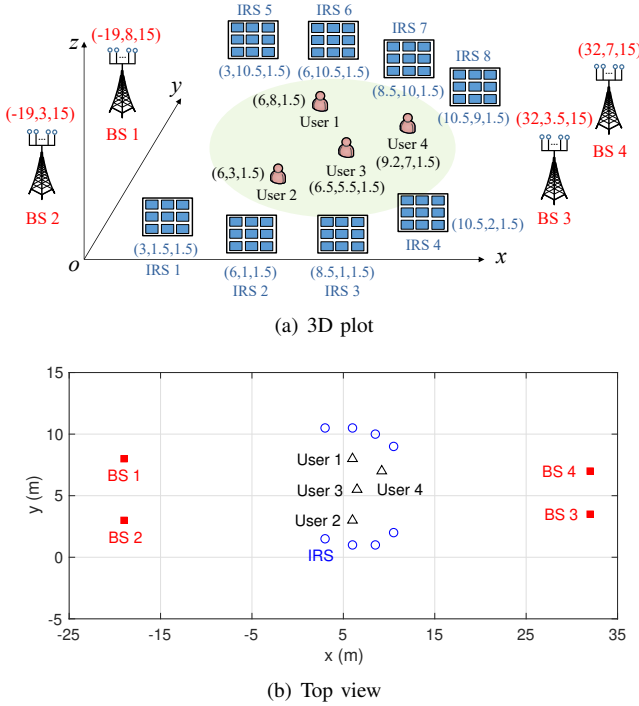 IRS 5
IRS 6
IRS 7
z
(-19,8,15)
(32,7,15)
IRS 8
y
(3,10.5,1.5)
(6,10.5,1.5)
(8.5,10,1.5)
(6,8,1.5)
(10.5,9,1.5)
(-19,3,15)
BS 1
User 1
(32,3.5,15)
User 4
BS 4
(9.2,7,1.5)
(6,3,1.5)
User 3
(6.5,5.5,1.5)
User 2
BS 2
BS 3
(10.5,2,1.5)
(3,1.5,1.5)
IRS 4
x
o
IRS 1
(6,1,1.5)
(8.5,1,1.5)
IRS 2
IRS 3
(a) 3D plot
15
10
User 1
BS 1
BS 4
User 3
User 4
5
y (m)
BS 3
User 2
BS 2
IRS
0
-5
-25 -15 -5 5 15 25 35
x (m)
(b) Top view